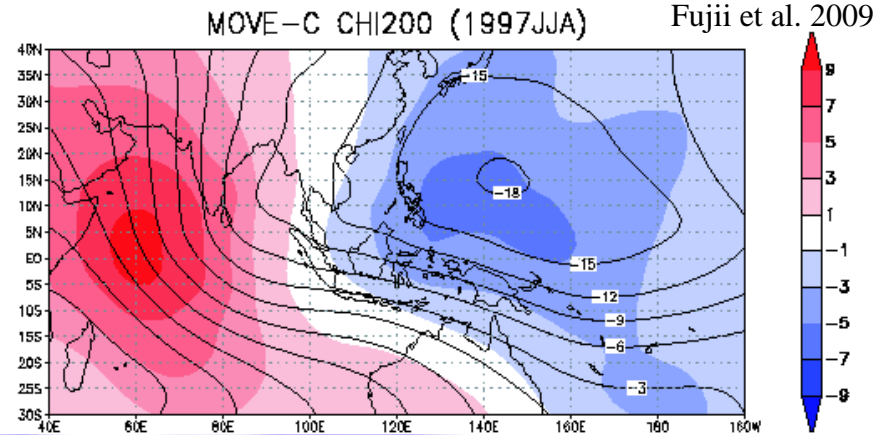 MOVE-C CHI200 (1997JJA)
Fujii et al. 2009
40N
35N
30N
25N
20N
15N
10N
5N
EQ
5S
10S
15S
20S
25S
30S
40E
60E
80E
100E
120E
140E
160E
180
160W
-15
-18
-15
-12
-9
-6
-3
9
7
5
3
1
-1
-3
-5
-7
-9